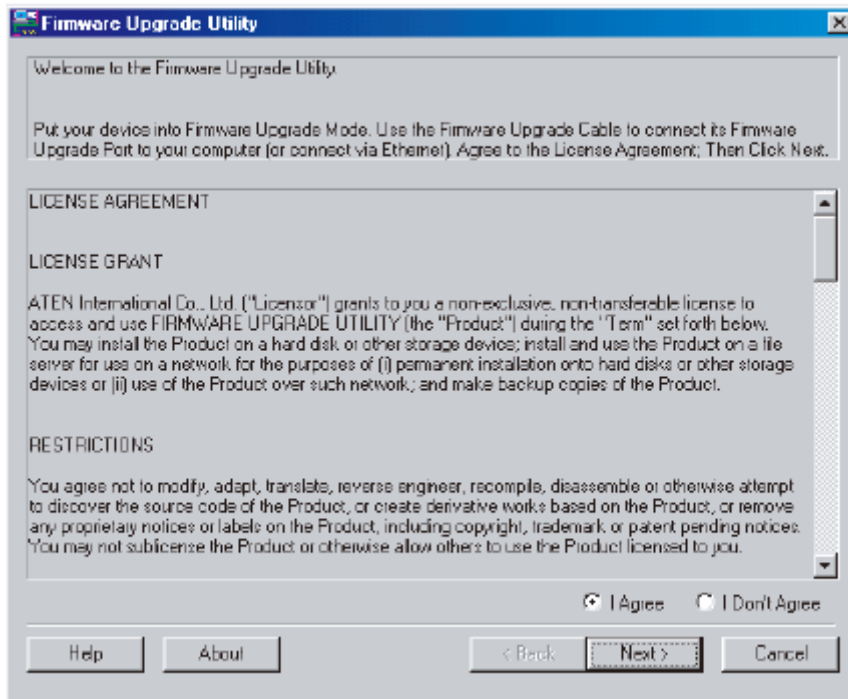 Firmware Upgrade Utility
Welcome to the Firmware Upgrade Utility.
Put your device into Firmware Upgrade Mode. Use the Firmware Upgrade Cable to connect its Firmware
Upgrade Port to your computer (or connect via Ethernet). Agree to the License Agreement; Then Click Next.
LICENSE AGREEMENT
LICENSE GRANT
ATEN International Co., Ltd. ("Licensor") grants to you a non-exclusive, non-transferable license to
access and use FIRMWARE UPGRADE UTILITY (the "Product") during the "Term" set forth below.
You may install the Product on a hard disk or other storage device; install and use the Product on a file
server for use on a network for the purposes of (i) permanent installation onto hard disks or other storage
devices or (ii) use of the Product over such network; and make backup copies of the Product.
RESTRICTIONS
You agree not to modify, adapt, translate, reverse engineer, recompile, disassemble or otherwise attempt
to discover the source code of the Product, or create derivative works based on the Product, or remove
any proprietary notices or labels on the Product, including copyright, trademark or patent pending notices.
You may not sublicense the Product or otherwise allow others to use the Product licensed to you.
I Agree I Don't Agree
Help About < Back Next > Cancel